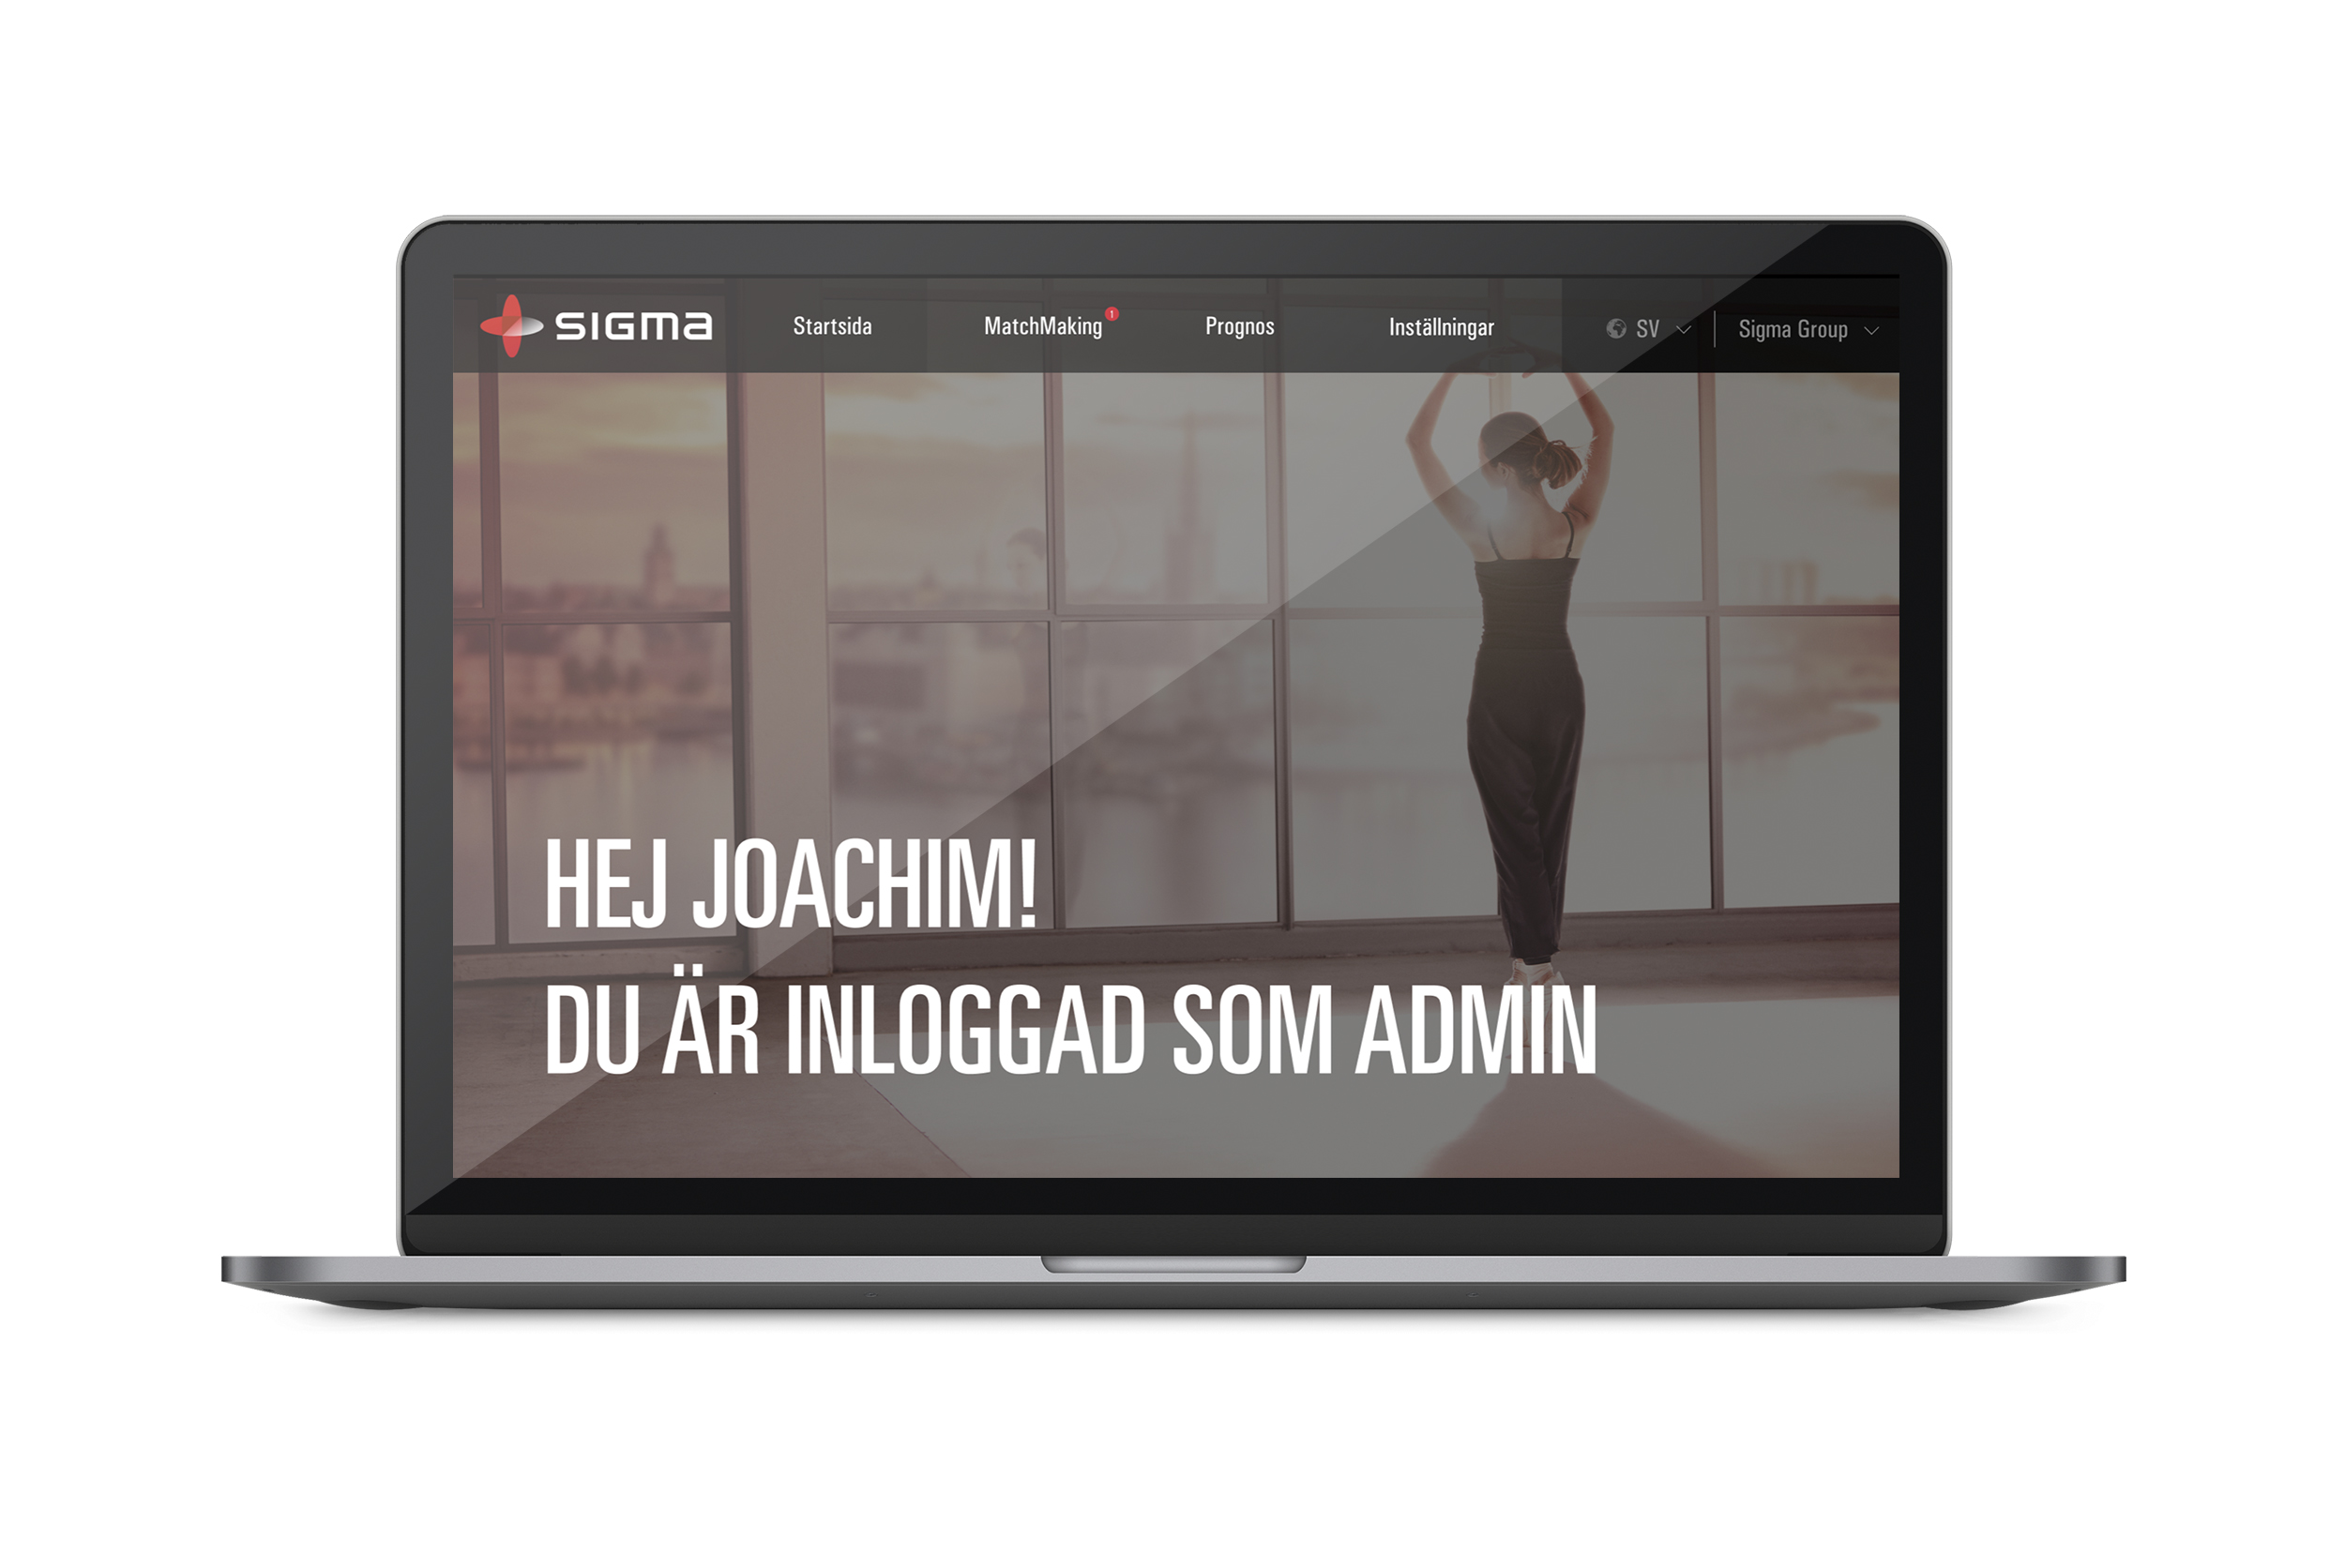 SIGMA Startsida MatchMaking 1 Prognos Inställningar SV Sigma Group
HEJ JOACHIM!
DU ÄR INLOGGAD SOM ADMIN